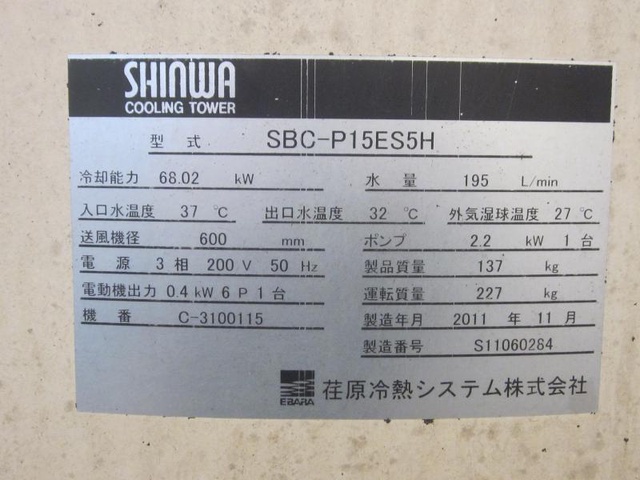 SHINWA
COOLING TOWER
型式 SBC-P15ES5H
冷却能力 68.02 kW 水量 195 L/min
入口水温度 37 ℃ 出口水温度 32 ℃ 外気湿球温度 27 ℃
送風機径 600 mm ポンプ 2.2 kW 1 台
電源 3 相 200 V 50 Hz 製品質量 137 kg
電動機出力 0.4 kW 6 P 1 台 運転質量 227 kg
機番 C-3100115 製造年月 2011 年 11 月
製造番号 S11060284
EBARA 荏原冷熱システム株式会社